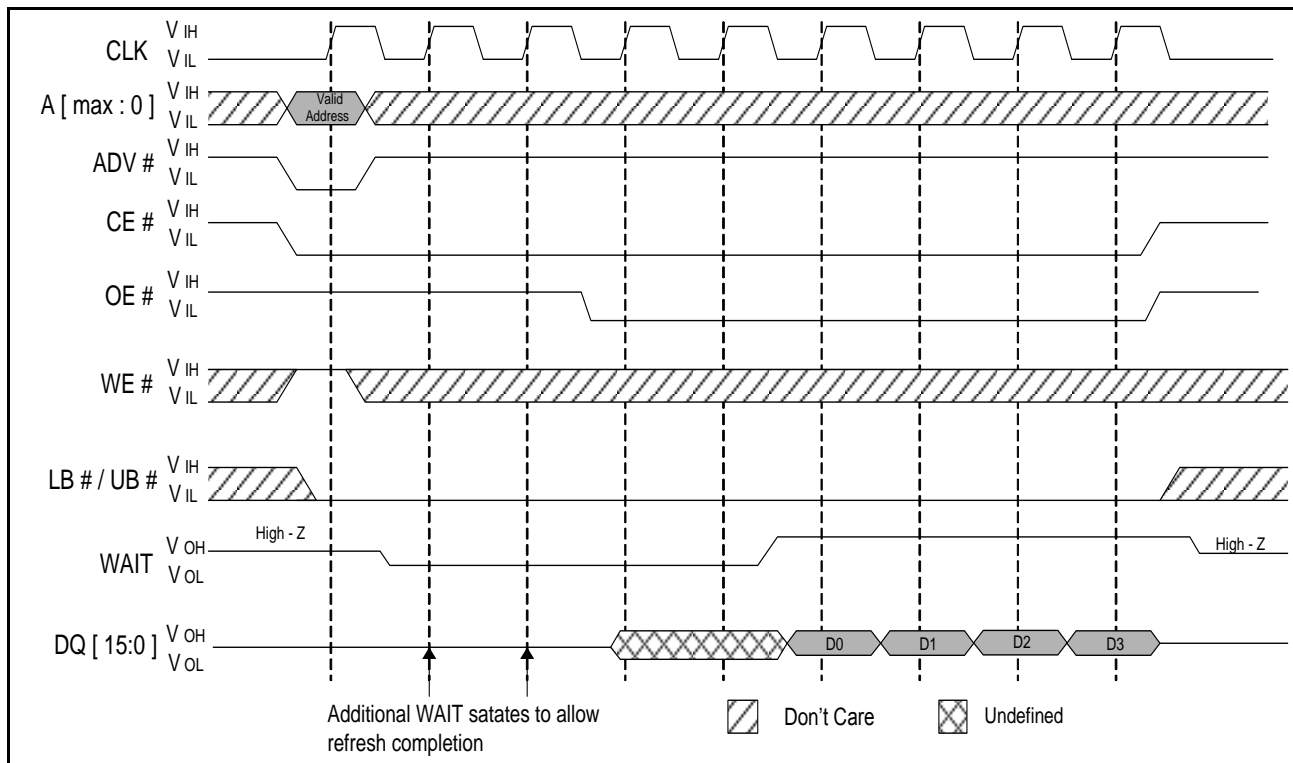 CLK V IH
V IL
A [ max : 0 ] V IH
V IL
Valid
Address
ADV # V IH
V IL
CE # V IH
V IL
OE # V IH
V IL
WE # V IH
V IL
LB # / UB # V IH
V IL
WAIT V OH
V OL
High - Z
High - Z
DQ [ 15:0 ] V OH
V OL
D0 D1 D2 D3
Additional WAIT satates to allow
refresh completion
Don't Care
Undefined